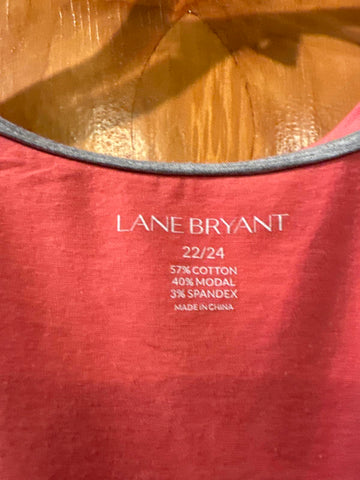 LANE BRYANT
22/24
57% COTTON
40% MODAL
3% SPANDEX
MADE IN CHINA